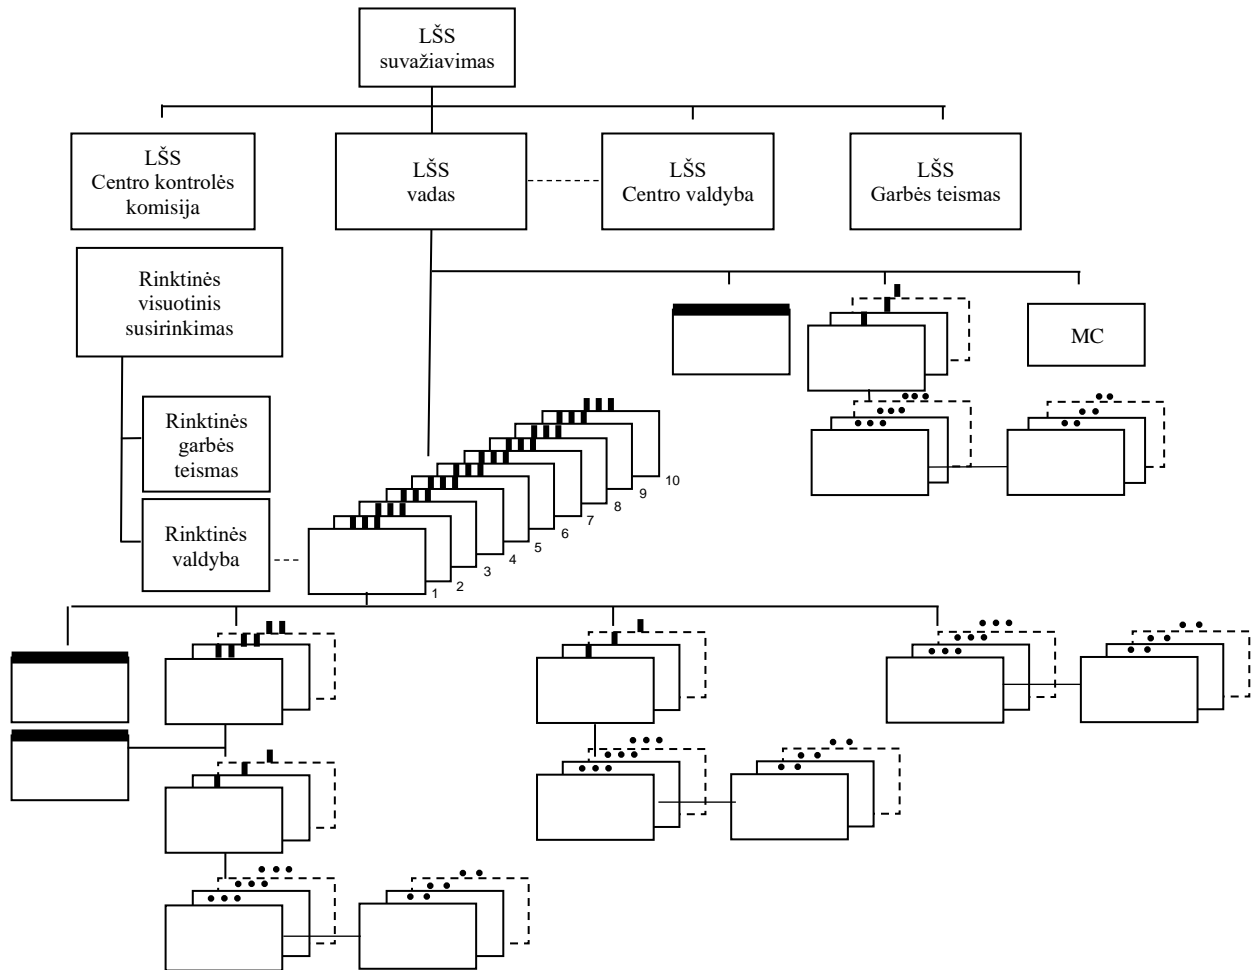 LŠS
suvažiavimas
LŠS
Centro kontrolės
komisija
LŠS
vadas
LŠS
Centro valdyba
LŠS
Garbės teismas
Rinktinės
visuotinis
susirinkimas
MC
Rinktinės
garbės
teismas
Rinktinės
valdyba
1
2
3
4
5
6
7
8
9
10